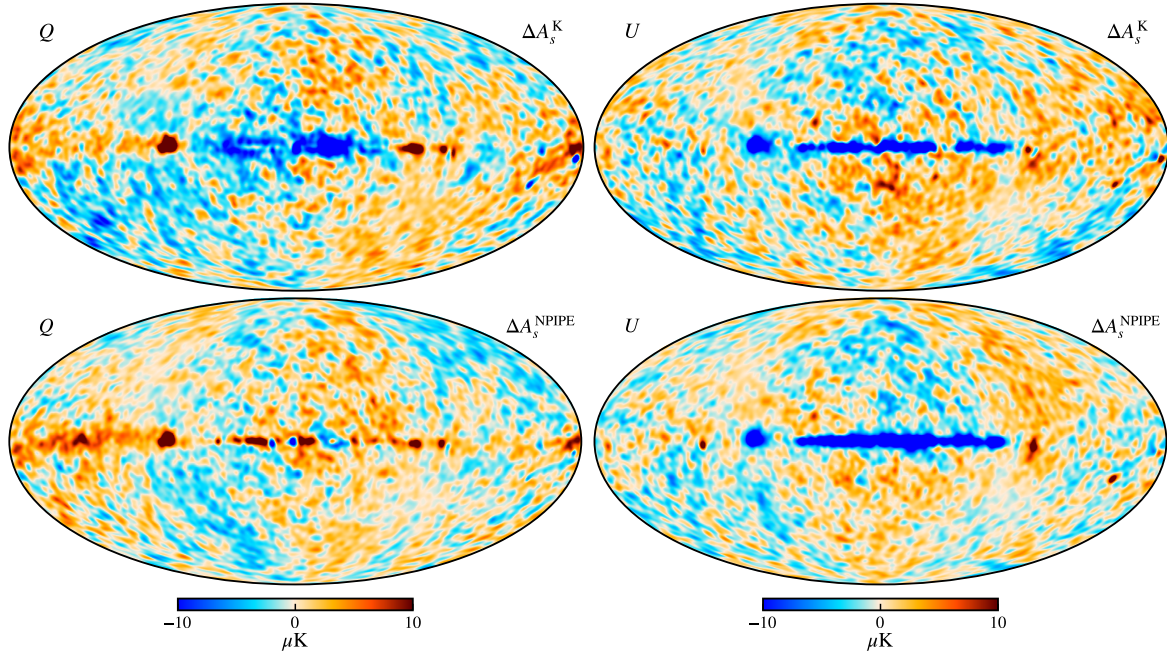 Q ΔA_s^K U ΔA_s^K
Q ΔA_s^NPIPE U ΔA_s^NPIPE
−10 0 10 −10 0 10
μK μK